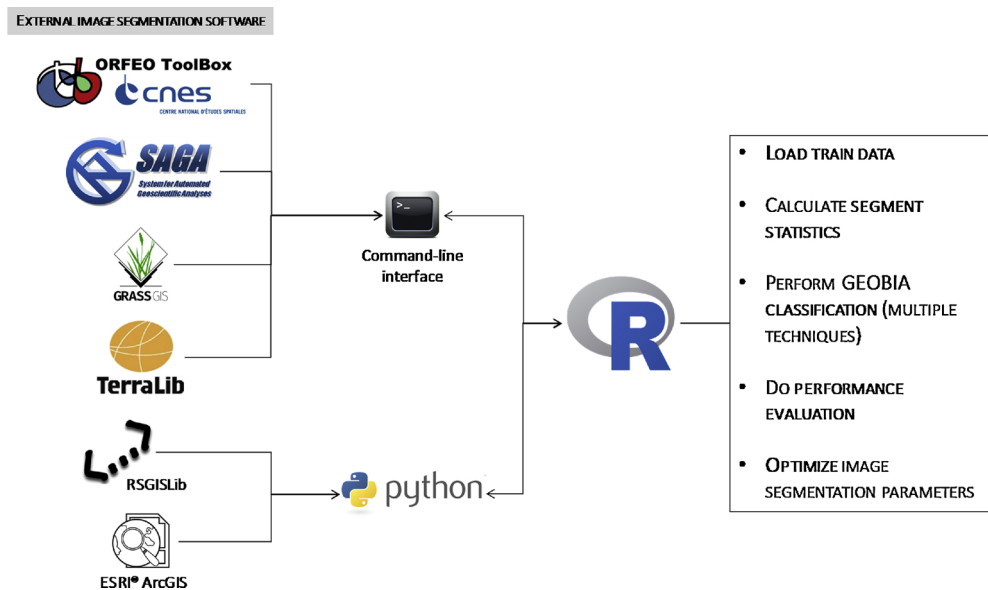 EXTERNAL IMAGE SEGMENTATION SOFTWARE
ORFEO ToolBox
cnes
CENTRE NATIONAL D'ÉTUDES SPATIALES
SAGA
System for Automated
Geoscientific Analyses
GRASS GIS
TerraLib
RSGISLib
ESRI® ArcGIS
>_
Command-line
interface
python
R
• LOAD TRAIN DATA
• CALCULATE SEGMENT
STATISTICS
• PERFORM GEOBIA
CLASSIFICATION (MULTIPLE
TECHNIQUES)
• DO PERFORMANCE
EVALUATION
• OPTIMIZE IMAGE
SEGMENTATION PARAMETERS